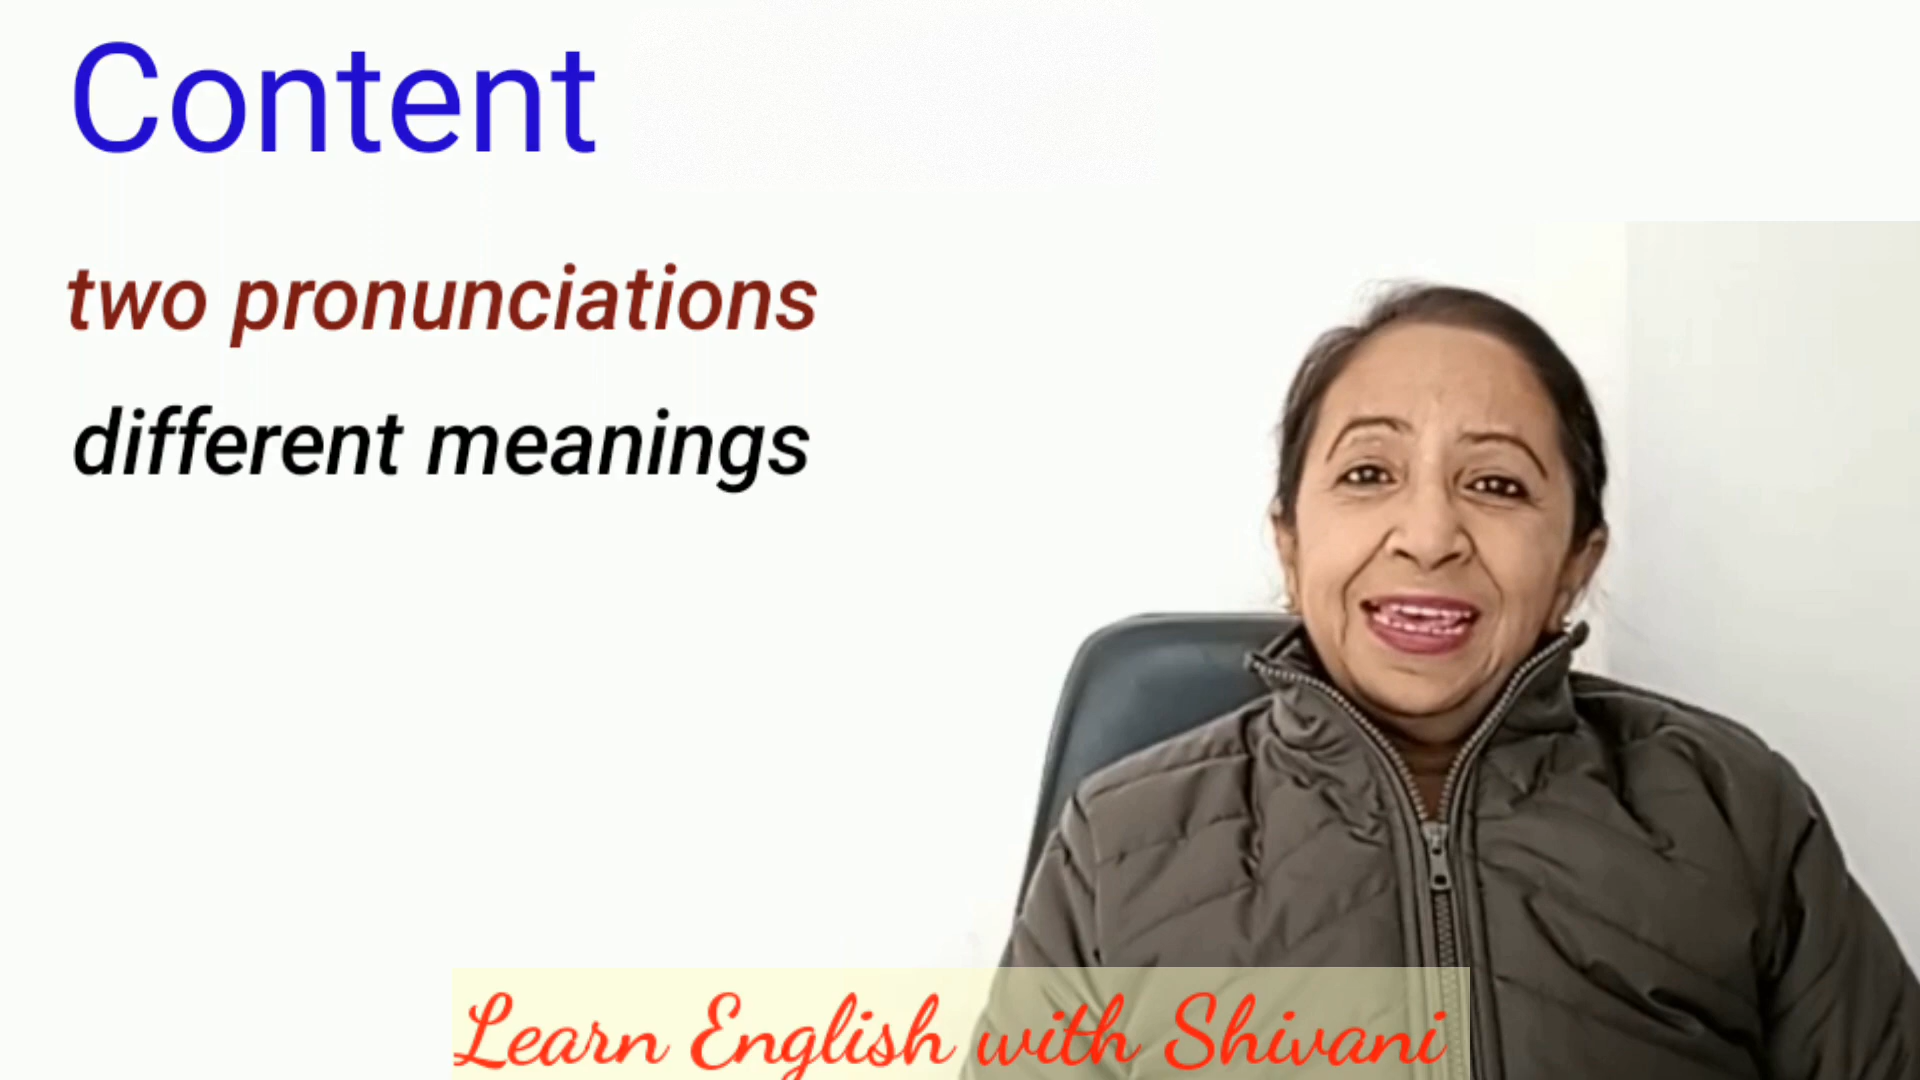 Content
two pronunciations
different meanings
Learn English with Shivani